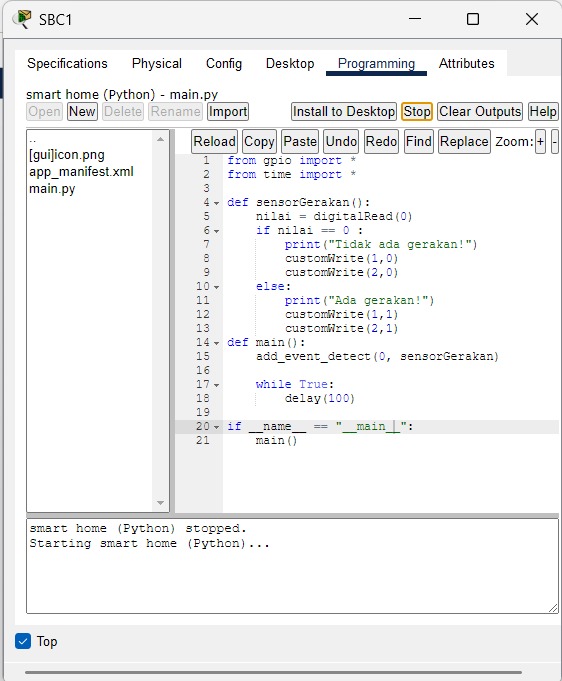 SBC1
Specifications Physical Config Desktop Programming Attributes
smart home (Python) - main.py
Open New Delete Rename Import Install to Desktop Stop Clear Outputs Help
Reload Copy Paste Undo Redo Find Replace Zoom: + -
..
[gui]icon.png
app_manifest.xml
main.py
1 from gpio import *
2 from time import *
3
4 def sensorGerakan():
5     nilai = digitalRead(0)
6     if nilai == 0 :
7         print("Tidak ada gerakan!")
8         customWrite(1,0)
9         customWrite(2,0)
10     else:
11         print("Ada gerakan!")
12         customWrite(1,1)
13         customWrite(2,1)
14 def main():
15     add_event_detect(0, sensorGerakan)
16
17     while True:
18         delay(100)
19
20 if __name__ == "__main__":
21     main()
smart home (Python) stopped.
Starting smart home (Python)...
Top